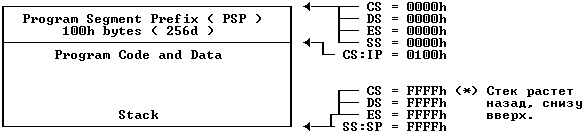 Program Segment Prefix ( PSP )
100h bytes ( 256d )
Program Code and Data
Stack
CS = 0000h
DS = 0000h
ES = 0000h
SS = 0000h
CS:IP = 0100h
CS = FFFFh (*) Стек растет
DS = FFFFh назад, снизу
ES = FFFFh вверх.
SS:SP = FFFFh